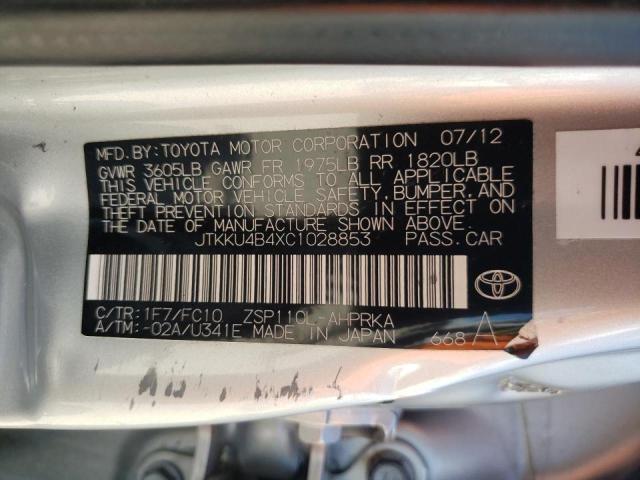 MFD. BY: TOYOTA MOTOR CORPORATION 07/12
GVWR 3605LB GAWR FR 1975LB RR 1820LB
THIS VEHICLE CONFORMS TO ALL APPLICABLE
FEDERAL MOTOR VEHICLE SAFETY, BUMPER, AND
THEFT PREVENTION STANDARDS IN EFFECT ON
THE DATE OF MANUFACTURE SHOWN ABOVE.
JTKKU4B4XC1028853 PASS. CAR
C/TR: 1F7/FC10 ZSP110L-AHPRKA
A/TM: -02A/U341E MADE IN JAPAN 668 A